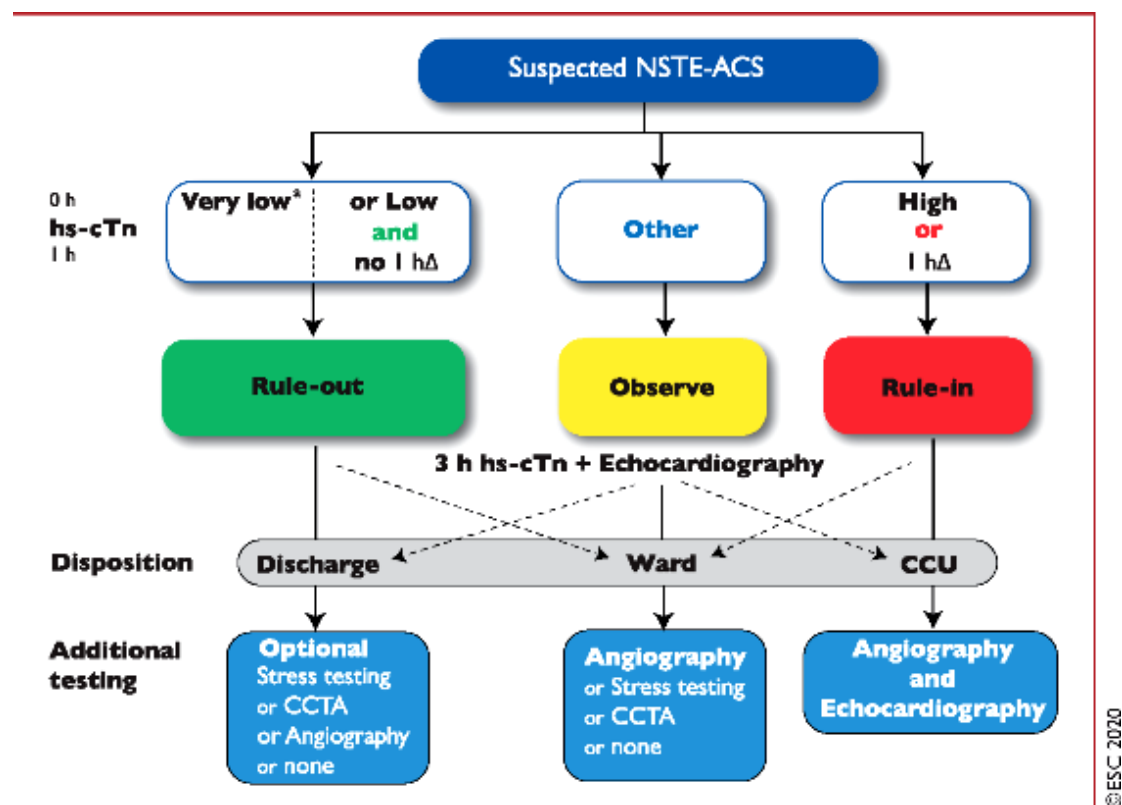 Suspected NSTE-ACS
0 h
hs-cTn
1 h
Very low*
or Low
and
no 1 hΔ
Other
High
or
1 hΔ
Rule-out
Observe
Rule-in
3 h hs-cTn + Echocardiography
Disposition
Discharge
Ward
CCU
Additional
testing
Optional
Stress testing
or CCTA
or Angiography
or none
Angiography
or Stress testing
or CCTA
or none
Angiography
and
Echocardiography
©ESC 2020